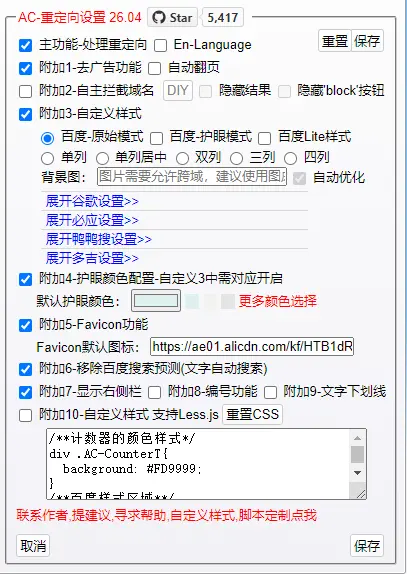 AC-重定向设置 26.04 Star 5,417
主功能-处理重定向 En-Language 重置 保存
附加1-去广告功能 自动翻页
附加2-自主拦截域名 DIY 隐藏结果 隐藏'block'按钮
附加3-自定义样式
百度-原始模式 百度-护眼模式 百度Lite样式
单列 单列居中 双列 三列 四列
背景图： 图片需要允许跨域，建议使用图 自动优化
展开谷歌设置>>
展开必应设置>>
展开鸭鸭搜设置>>
展开多吉设置>>
附加4-护眼颜色配置-自定义3中需对应开启
默认护眼颜色： 更多颜色选择
附加5-Favicon功能
Favicon默认图标： https://ae01.alicdn.com/kf/HTB1dR
附加6-移除百度搜索预测(文字自动搜索)
附加7-显示右侧栏 附加8-编号功能 附加9-文字下划线
附加10-自定义样式 支持Less.js 重置CSS
/**计数器的颜色样式*/
div .AC-CounterT{
background: #FD9999;
}
/**百度样式区域**/
联系作者,提建议,寻求帮助,自定义样式,脚本定制点我
取消 保存